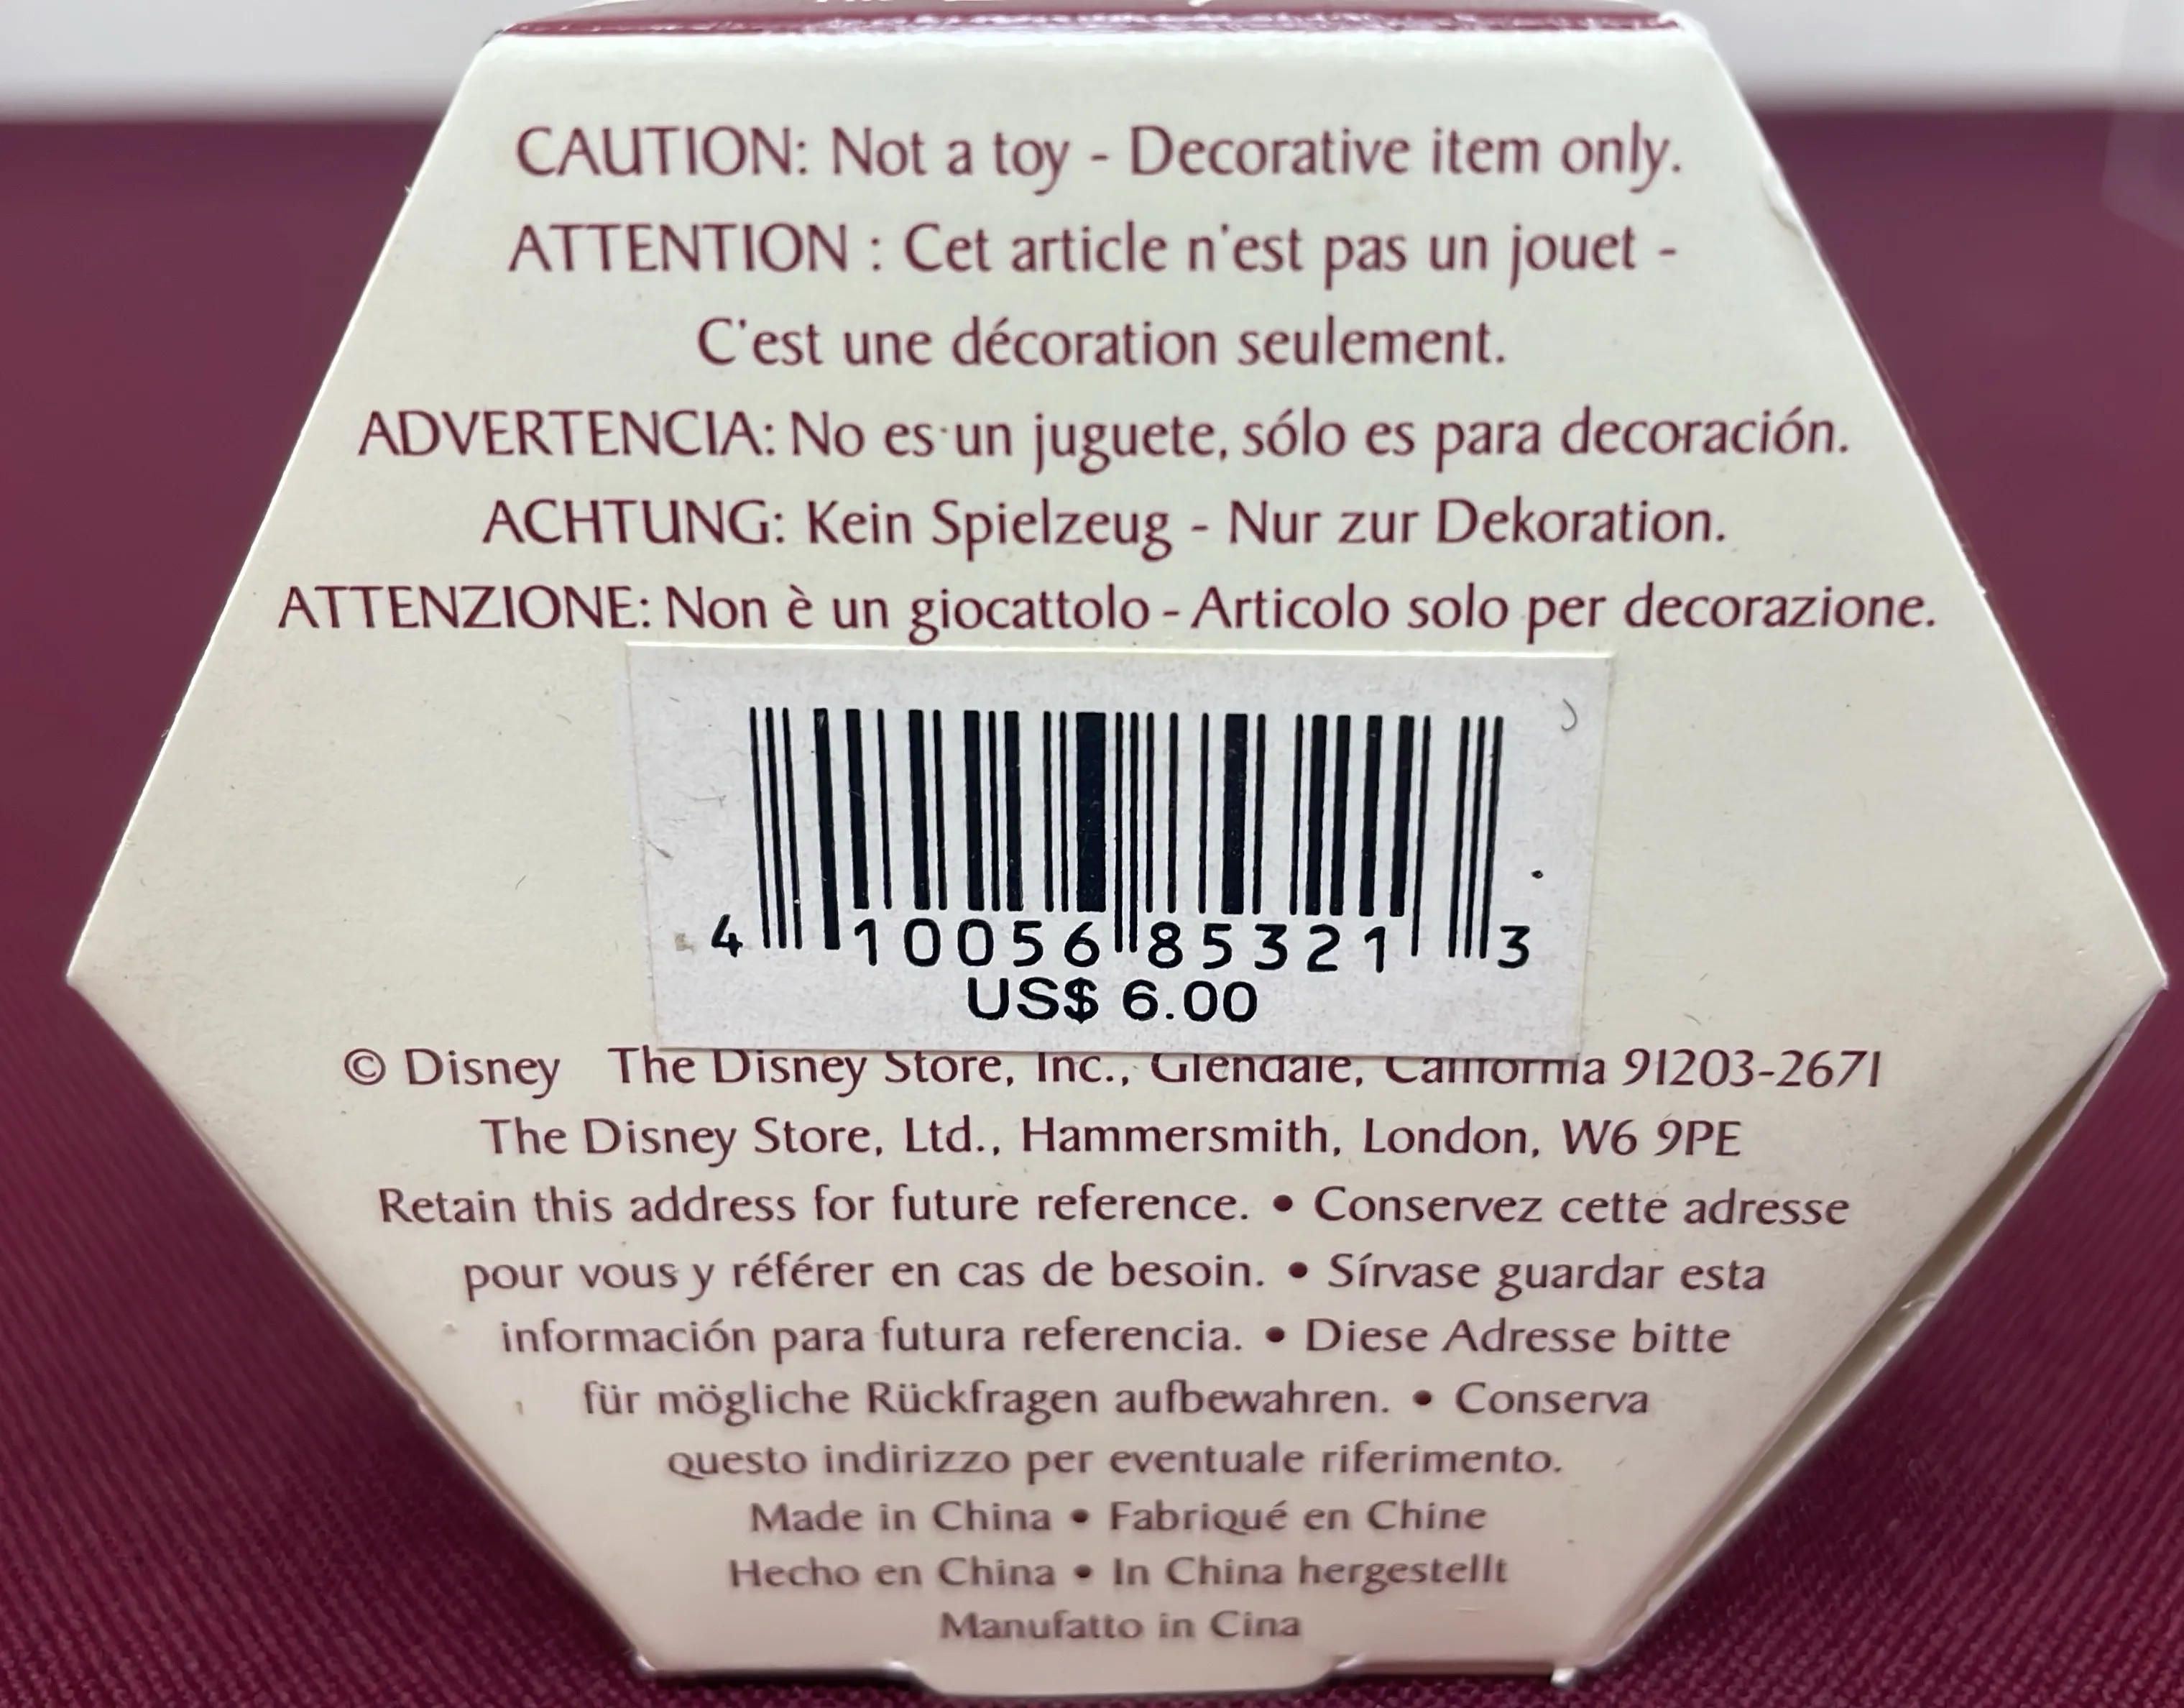 CAUTION: Not a toy - Decorative item only.
ATTENTION : Cet article n'est pas un jouet -
C'est une décoration seulement.
ADVERTENCIA: No es un juguete, sólo es para decoración.
ACHTUNG: Kein Spielzeug - Nur zur Dekoration.
ATTENZIONE: Non è un giocattolo - Articolo solo per decorazione.
4 10056 85321 3
US$ 6.00
© Disney The Disney Store, Inc., Glendale, California 91203-2671
The Disney Store, Ltd., Hammersmith, London, W6 9PE
Retain this address for future reference. • Conservez cette adresse
pour vous y référer en cas de besoin. • Sírvase guardar esta
información para futura referencia. • Diese Adresse bitte
für mögliche Rückfragen aufbewahren. • Conserva
questo indirizzo per eventuale riferimento.
Made in China • Fabriqué en Chine
Hecho en China • In China hergestellt
Manufatto in Cina